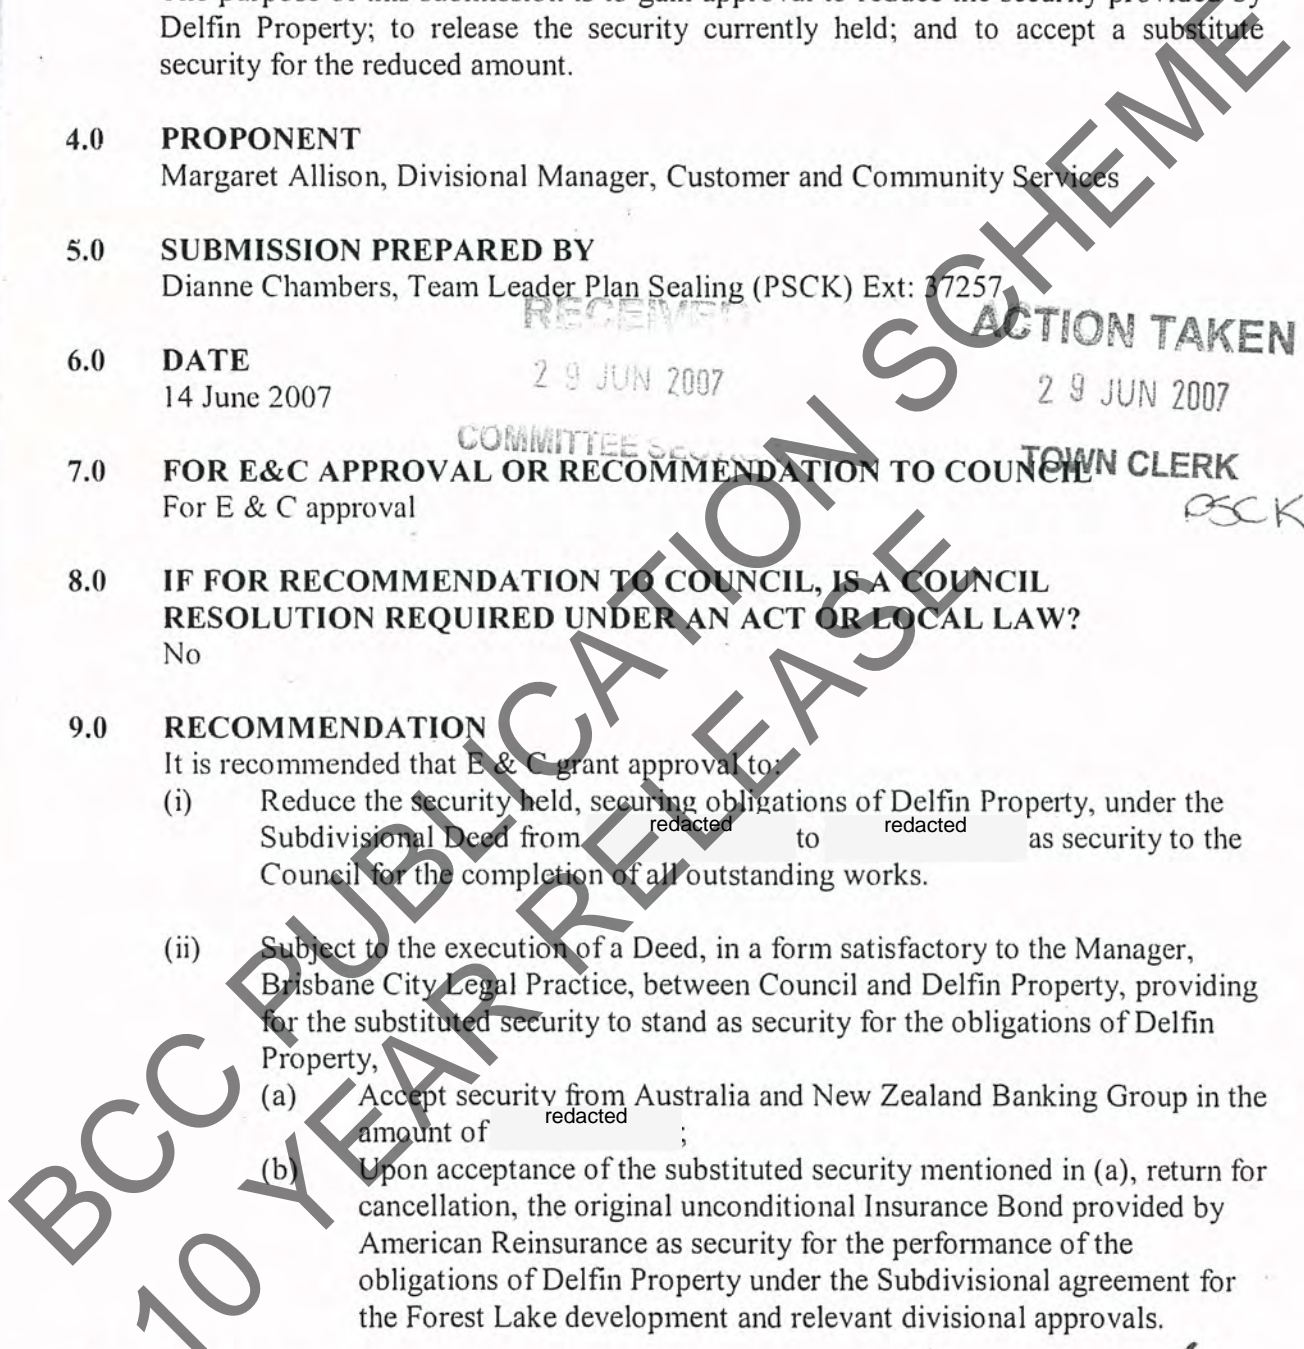 Delfin Property; to release the security currently held; and to accept a substitute
security for the reduced amount.
4.0 PROPONENT
Margaret Allison, Divisional Manager, Customer and Community Services
5.0 SUBMISSION PREPARED BY
Dianne Chambers, Team Leader Plan Sealing (PSCK) Ext: 37257
RECEIVED
ACTION TAKEN
6.0 DATE
14 June 2007
29 JUN 2007
29 JUN 2007
COMMITTEE
TOWN CLERK
PSCK
7.0 FOR E&C APPROVAL OR RECOMMENDATION TO COUNCIL
For E & C approval
8.0 IF FOR RECOMMENDATION TO COUNCIL, IS A COUNCIL
RESOLUTION REQUIRED UNDER AN ACT OR LOCAL LAW?
No
9.0 RECOMMENDATION
It is recommended that E & C grant approval to:
(i) Reduce the security held, securing obligations of Delfin Property, under the
Subdivisional Deed from redacted to redacted as security to the
Council for the completion of all outstanding works.
(ii) Subject to the execution of a Deed, in a form satisfactory to the Manager,
Brisbane City Legal Practice, between Council and Delfin Property, providing
for the substituted security to stand as security for the obligations of Delfin
Property,
(a) Accept security from Australia and New Zealand Banking Group in the
amount of redacted ;
(b) Upon acceptance of the substituted security mentioned in (a), return for
cancellation, the original unconditional Insurance Bond provided by
American Reinsurance as security for the performance of the
obligations of Delfin Property under the Subdivisional agreement for
the Forest Lake development and relevant divisional approvals.
BCC PUBLICATION SCHEME
10 YEAR RELEASE